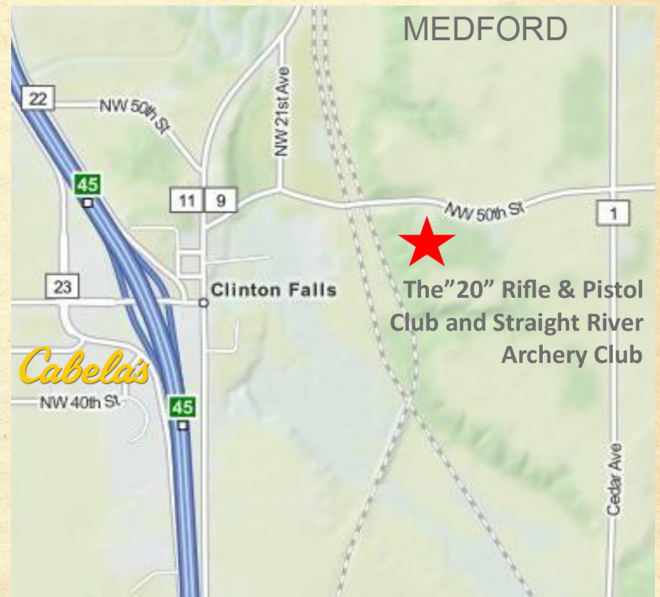 MEDFORD
22
NW 50th St
NW 21st Ave
45
11 9
NW 50th St
1
23
Clinton Falls
The”20” Rifle & Pistol
Club and Straight River
Archery Club
Cabela's
NW 40th St
45
Cedar Ave